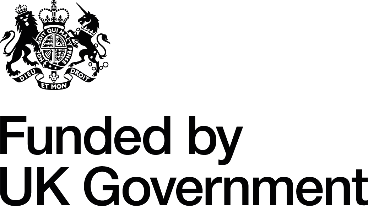 DIEU ET MON DROIT
Funded by
UK Government